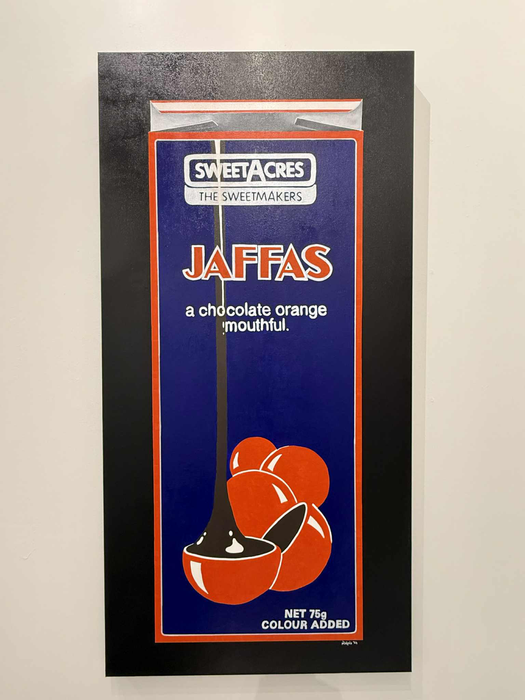 SWEETACRES
THE SWEETMAKERS
JAFFAS
a chocolate orange
mouthful.
NET 75g
COLOUR ADDED